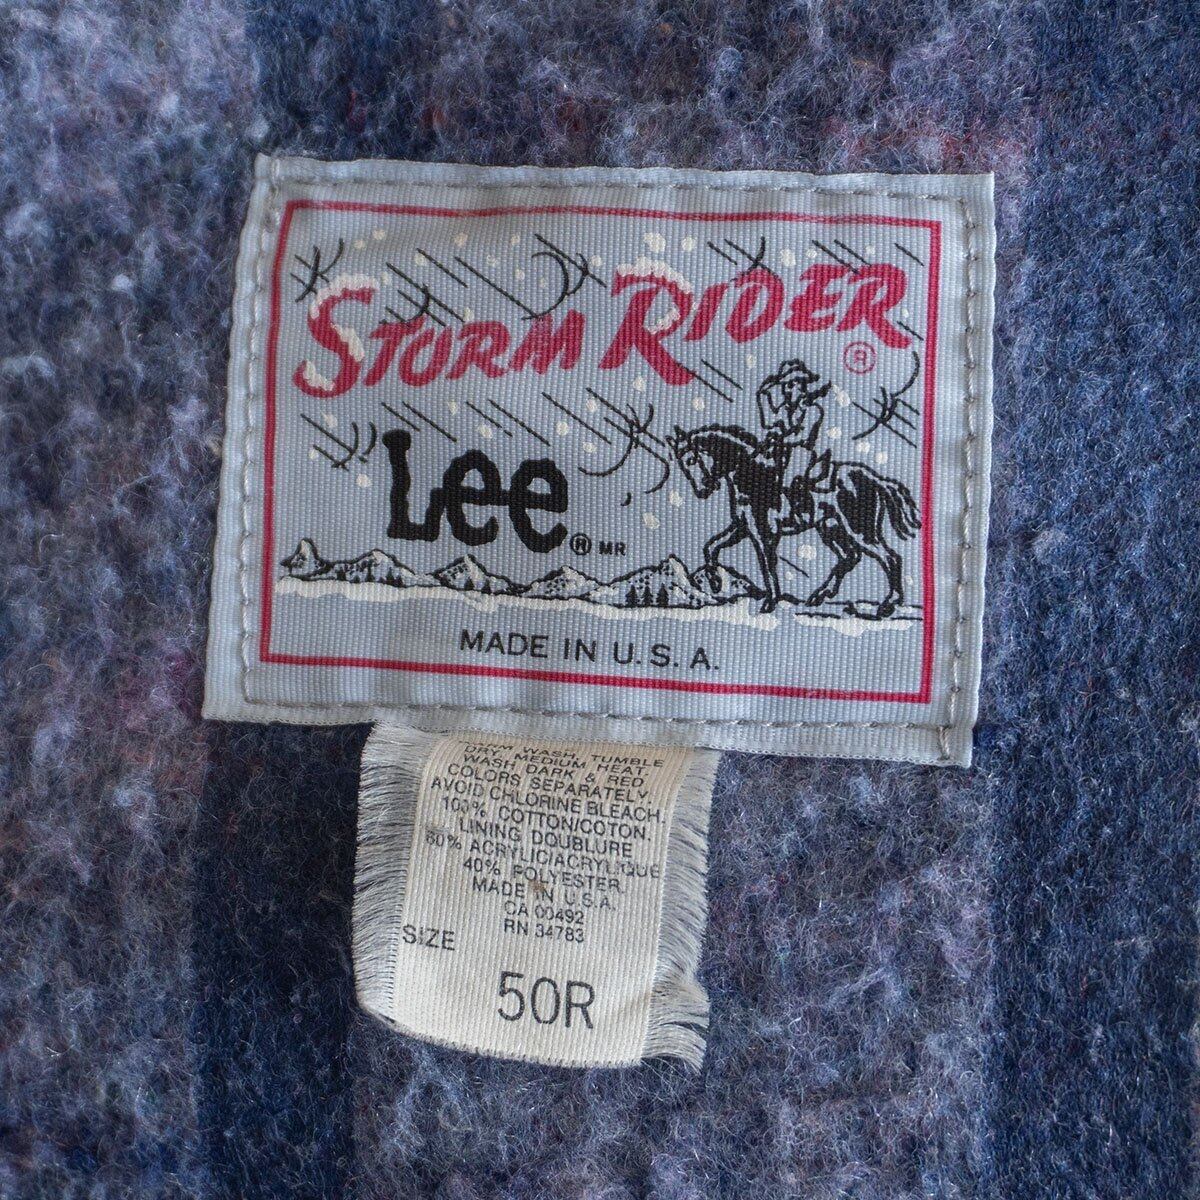 STORM RIDER ®
Lee ® MR
MADE IN U.S.A.
WASH, TUMBLE
DRY, MEDIUM HEAT.
WASH DARK & RED
COLORS SEPARATELY.
AVOID CHLORINE BLEACH.
100% COTTON/COTON.
LINING DOUBLURE
60% ACRYLIC/ACRYLIQUE
40% POLYESTER.
MADE IN U.S.A.
CA 00492
RN 34783
SIZE
50R